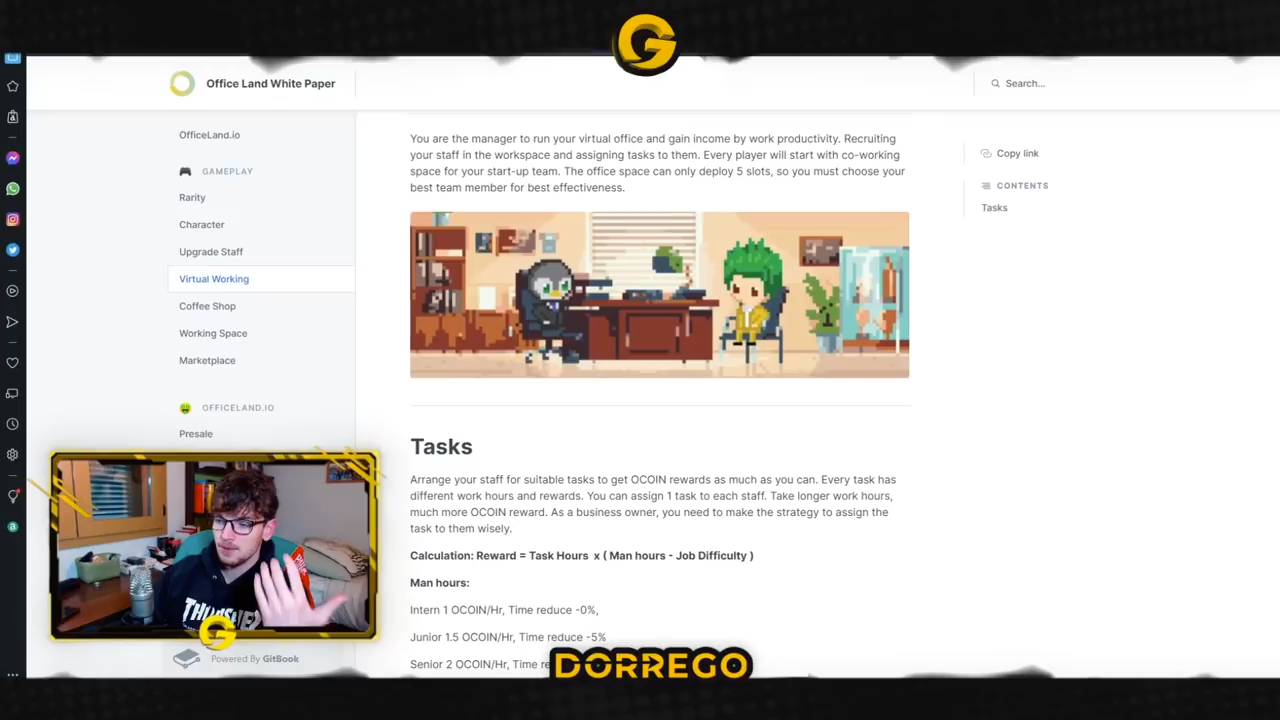 G
Office Land White Paper
Search...
OfficeLand.io
GAMEPLAY
Rarity
Character
Upgrade Staff
Virtual Working
Coffee Shop
Working Space
Marketplace
OFFICELAND.IO
Presale
Powered By GitBook
You are the manager to run your virtual office and gain income by work productivity. Recruiting
your staff in the workspace and assigning tasks to them. Every player will start with co-working
space for your start-up team. The office space can only deploy 5 slots, so you must choose your
best team member for best effectiveness.
Tasks
Arrange your staff for suitable tasks to get OCOIN rewards as much as you can. Every task has
different work hours and rewards. You can assign 1 task to each staff. Take longer work hours,
much more OCOIN reward. As a business owner, you need to make the strategy to assign the
task to them wisely.
Calculation: Reward = Task Hours x ( Man hours - Job Difficulty )
Man hours:
Intern 1 OCOIN/Hr, Time reduce -0%,
Junior 1.5 OCOIN/Hr, Time reduce -5%
Senior 2 OCOIN/Hr, Time
Copy link
CONTENTS
Tasks
THRASHER
G
DORREGO